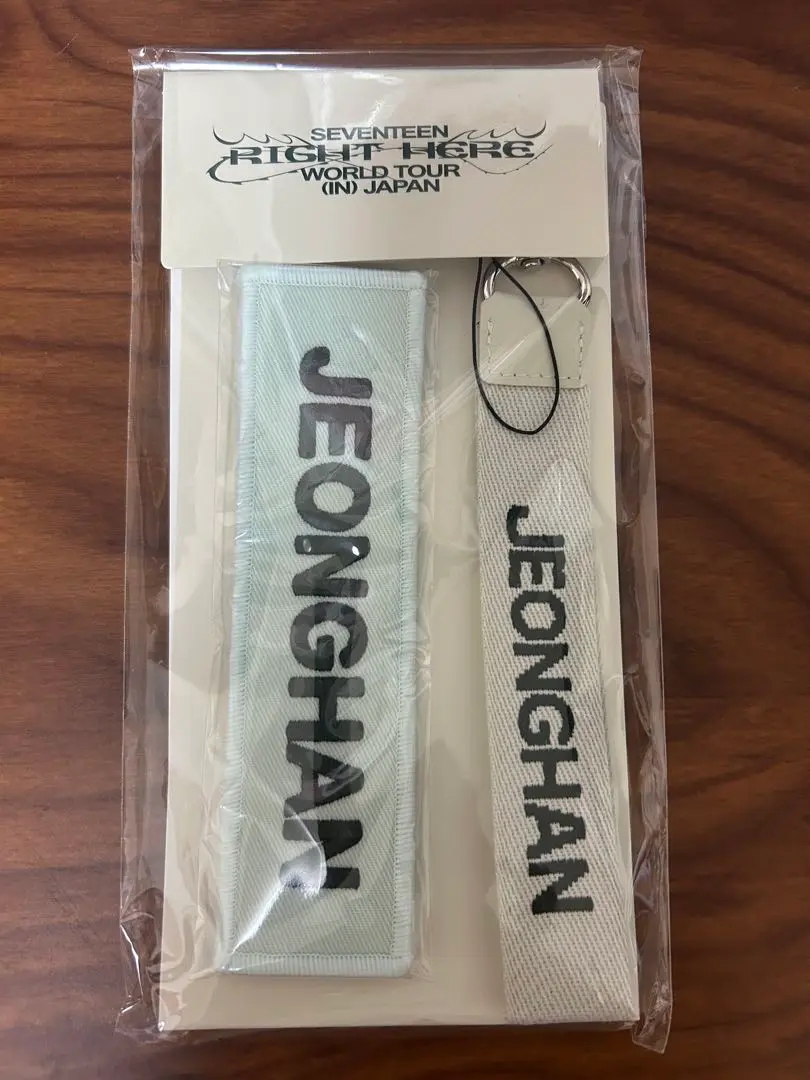 SEVENTEEN
RIGHT HERE
WORLD TOUR
(IN) JAPAN
JEONGHAN
JEONGHAN